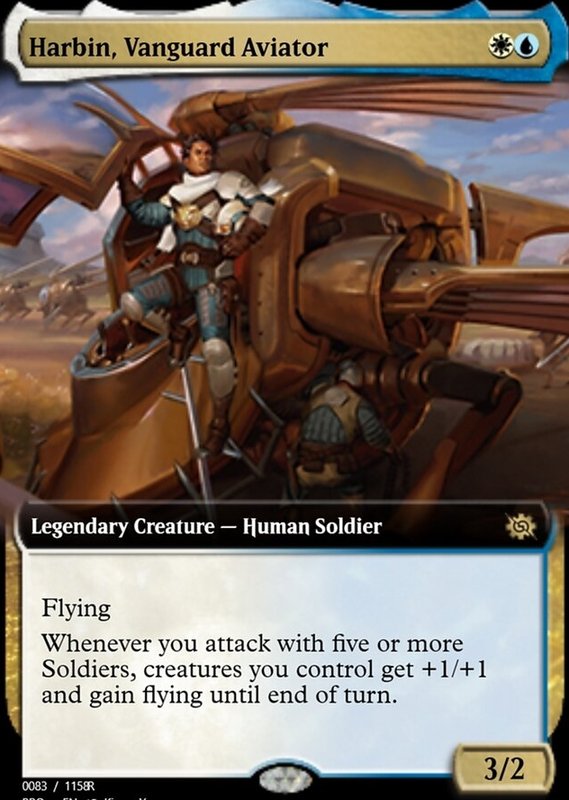 Harbin, Vanguard Aviator
Legendary Creature — Human Soldier
Flying
Whenever you attack with five or more
Soldiers, creatures you control get +1/+1
and gain flying until end of turn.
3/2
0083 / 1158R